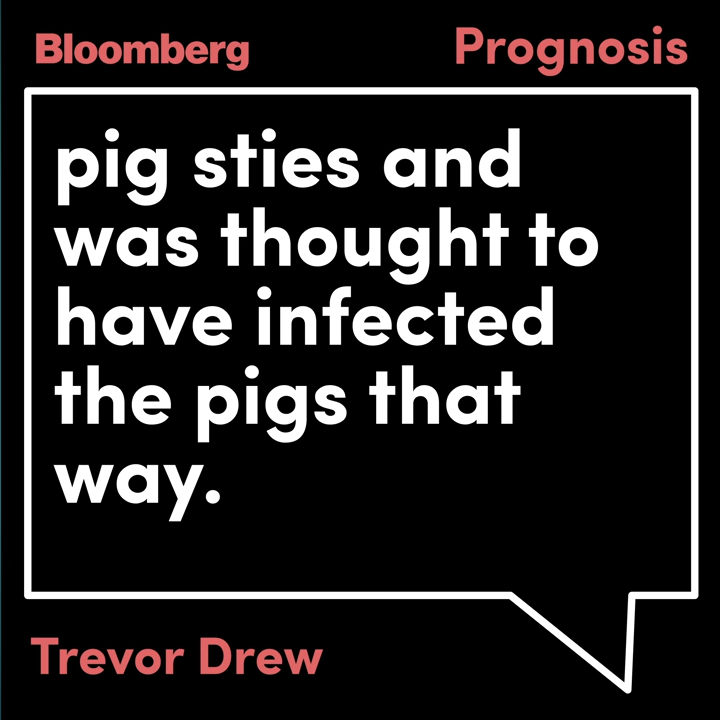 Bloomberg
Prognosis
pig sties and
was thought to
have infected
the pigs that
way.
Trevor Drew